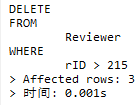 DELETE
FROM
Reviewer
WHERE
rID > 215
> Affected rows: 3
> 时间: 0.001s